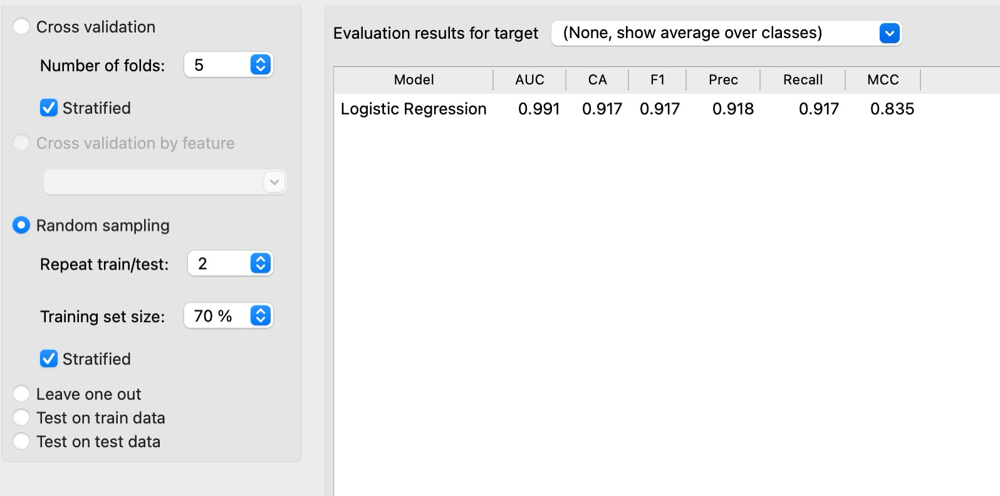 Cross validation
Number of folds: 5
Stratified
Cross validation by feature
Random sampling
Repeat train/test: 2
Training set size: 70 %
Stratified
Leave one out
Test on train data
Test on test data
Evaluation results for target (None, show average over classes)
Model AUC CA F1 Prec Recall MCC
Logistic Regression 0.991 0.917 0.917 0.918 0.917 0.835